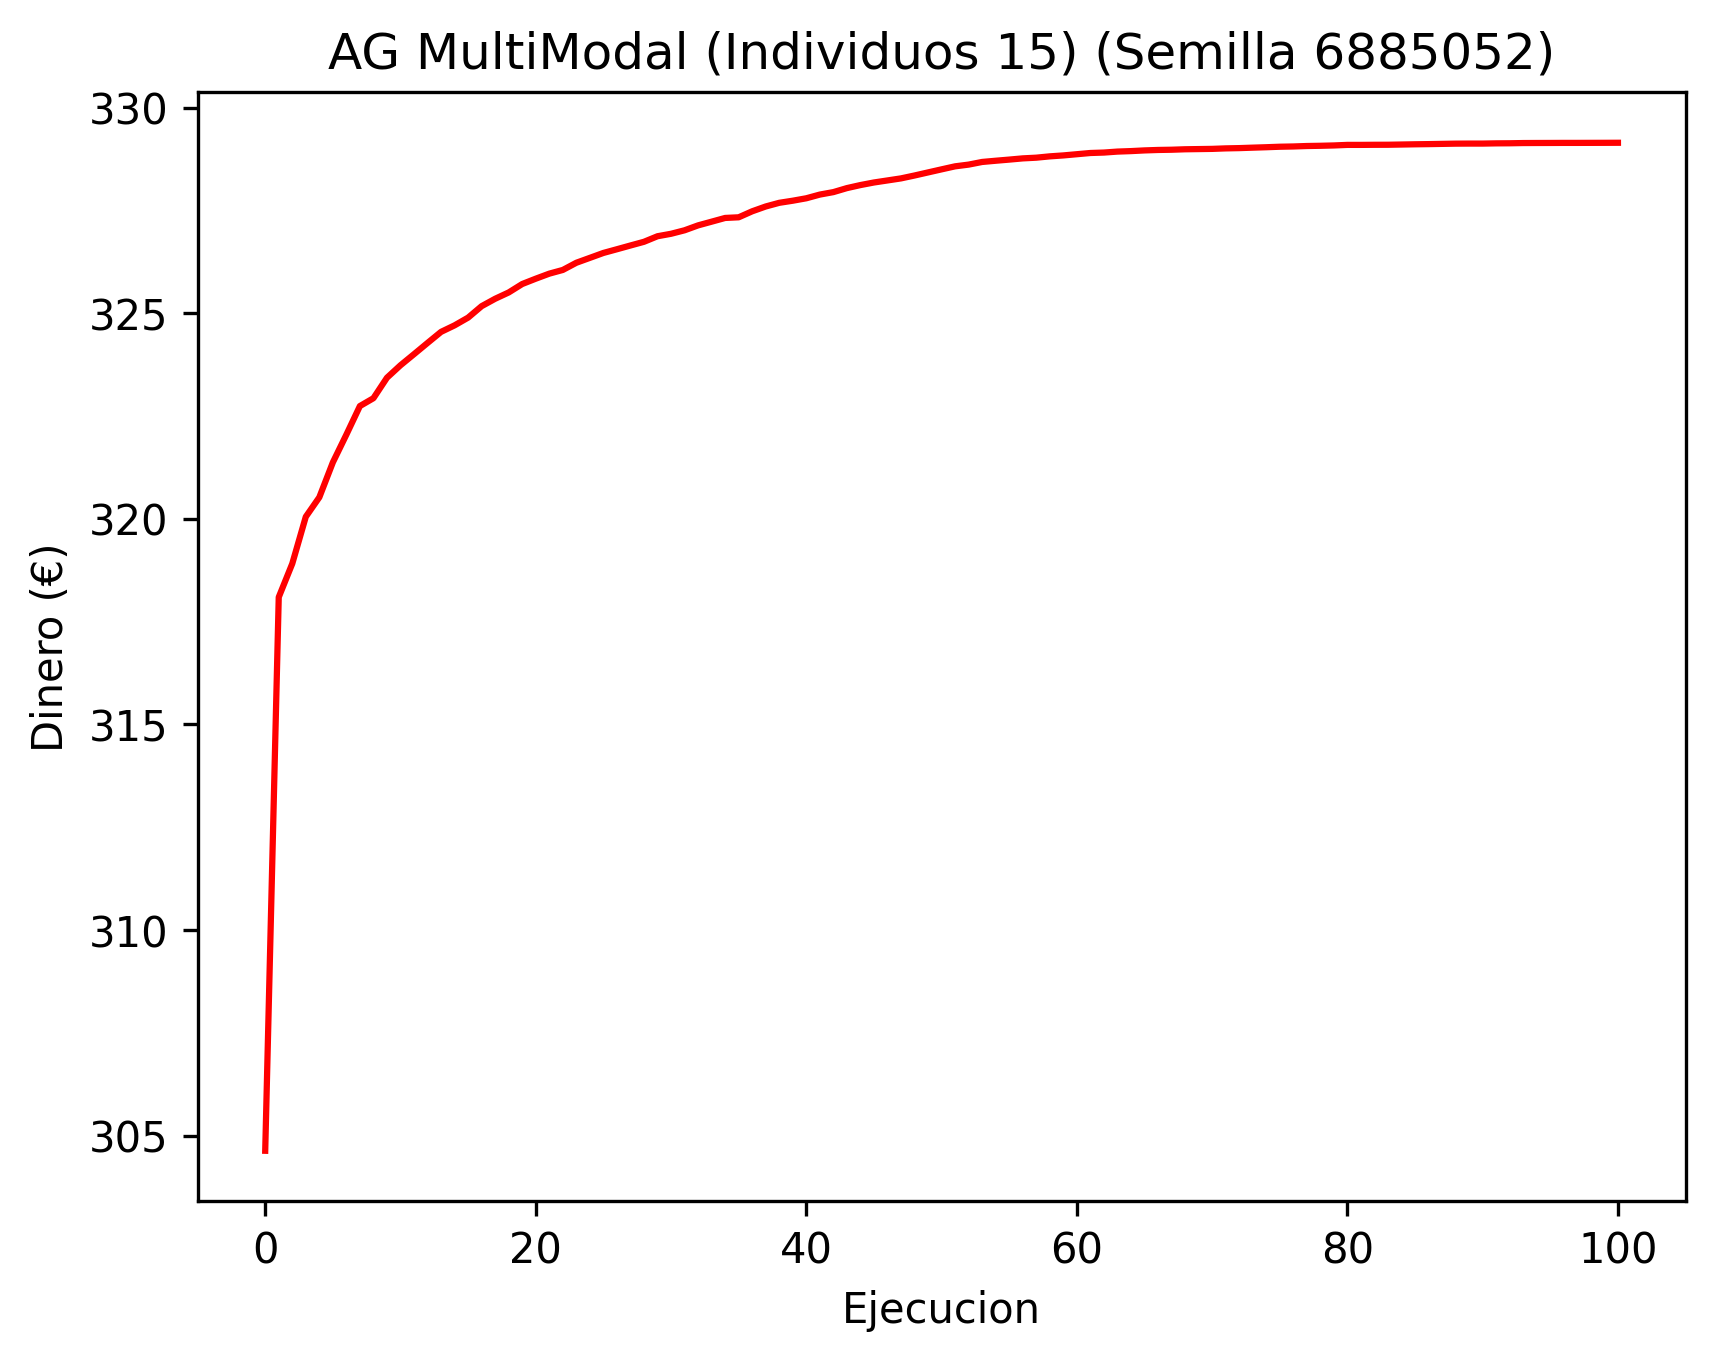 AG MultiModal (Individuos 15) (Semilla 6885052)
330
325
320
315
310
305
Dinero (€)
0 20 40 60 80 100
Ejecucion